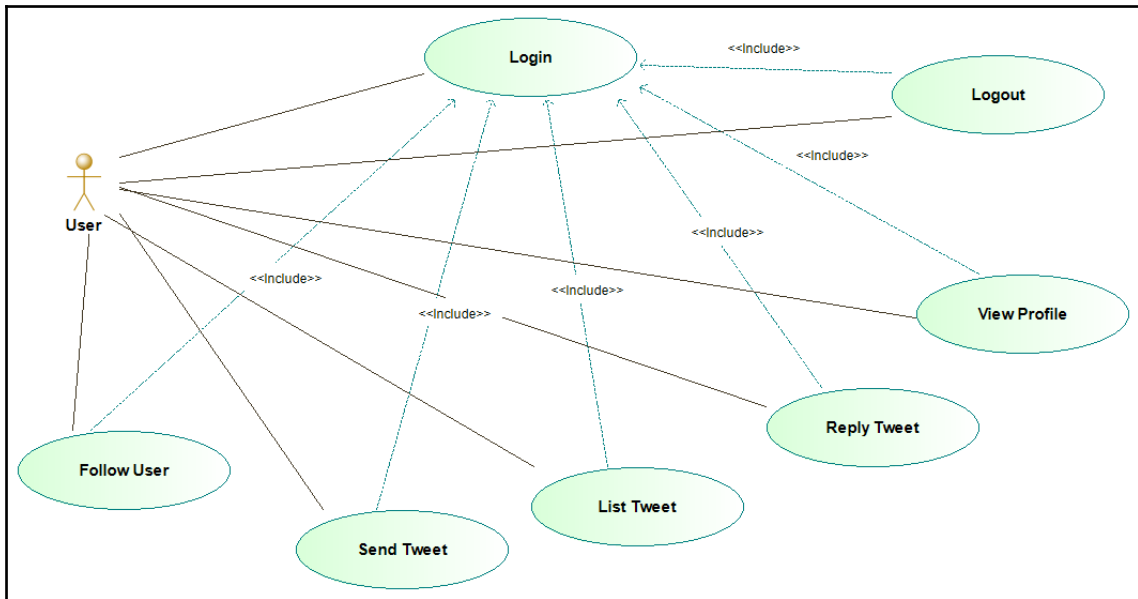 Login
<<Include>>
Logout
<<Include>>
User
<<Include>>
<<Include>>
<<Include>>
<<Include>>
View Profile
Reply Tweet
Follow User
List Tweet
Send Tweet